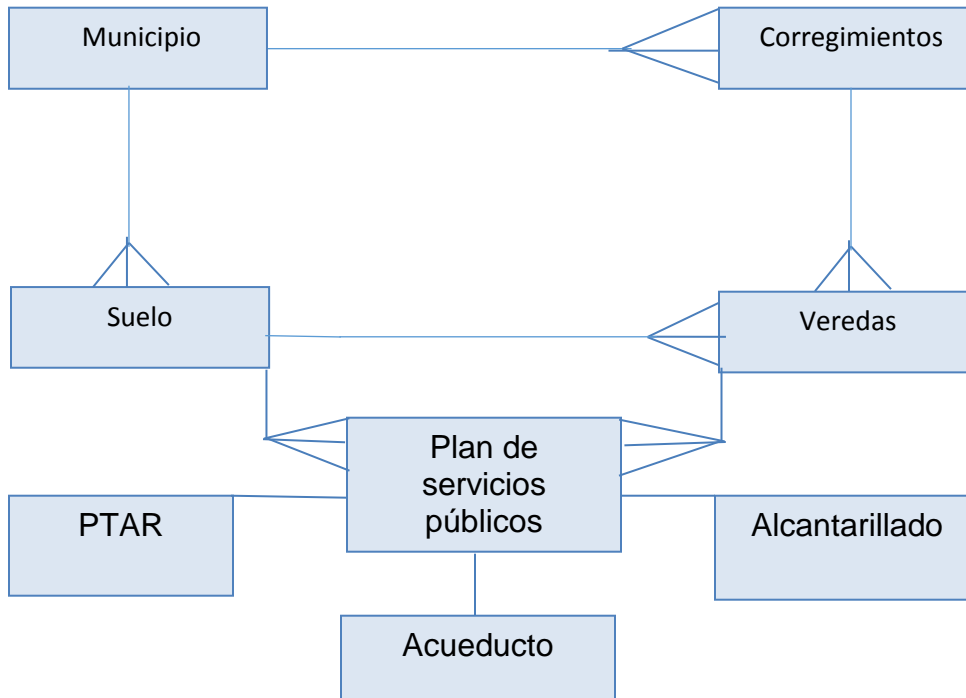 Municipio
Corregimientos
Suelo
Veredas
Plan de
servicios
públicos
PTAR
Alcantarillado
Acueducto